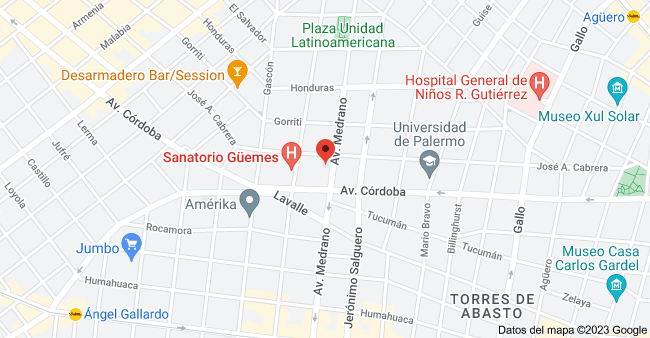 Armenia
Malabia
Honduras
El Salvador
Gorriti
Gascón
Plaza Unidad
Latinoamericana
Guise
Gallo
Agüero
Desarmadero Bar/Session
Honduras
Hospital General de
Niños R. Gutiérrez
Museo Xul Solar
Av. Córdoba
José A. Cabrera
Gorriti
Av. Medrano
Universidad
de Palermo
Lerma
Jufré
Castillo
Loyola
Sanatorio Güemes
José A. Cabrera
Amérika
Lavalle
Av. Córdoba
Tucumán
Mario Bravo
Billinghurst
Gallo
Rocamora
Jumbo
Av. Medrano
Jerónimo Salguero
Tucumán
Agüero
Museo Casa
Carlos Gardel
Humahuaca
Humahuaca
Zelaya
Ángel Gallardo
TORRES DE
ABASTO
Datos del mapa ©2023 Google